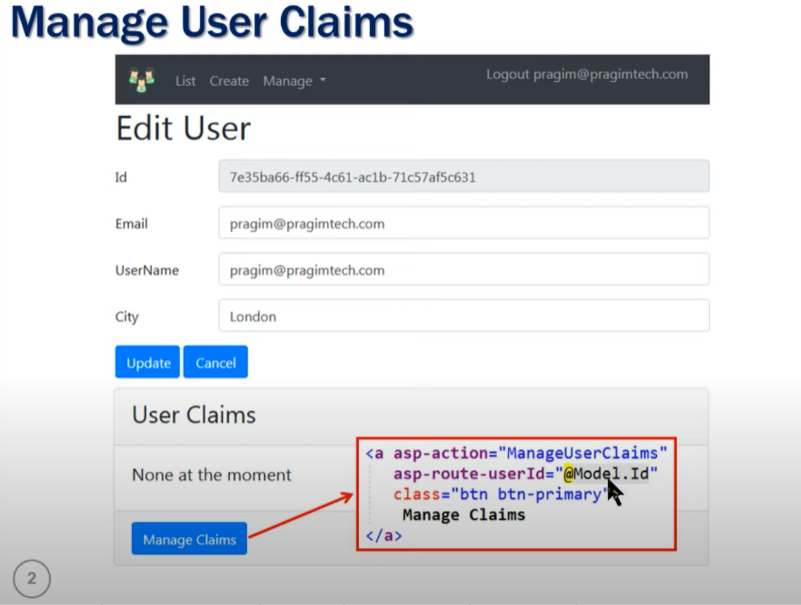 Manage User Claims
List Create Manage Logout pragim@pragimtech.com
Edit User
Id 7e35ba66-ff55-4c61-ac1b-71c57af5c631
Email pragim@pragimtech.com
UserName pragim@pragimtech.com
City London
Update Cancel
User Claims
None at the moment
Manage Claims
<a asp-action="ManageUserClaims"
asp-route-userId="@Model.Id"
class="btn btn-primary"
Manage Claims
</a>
2